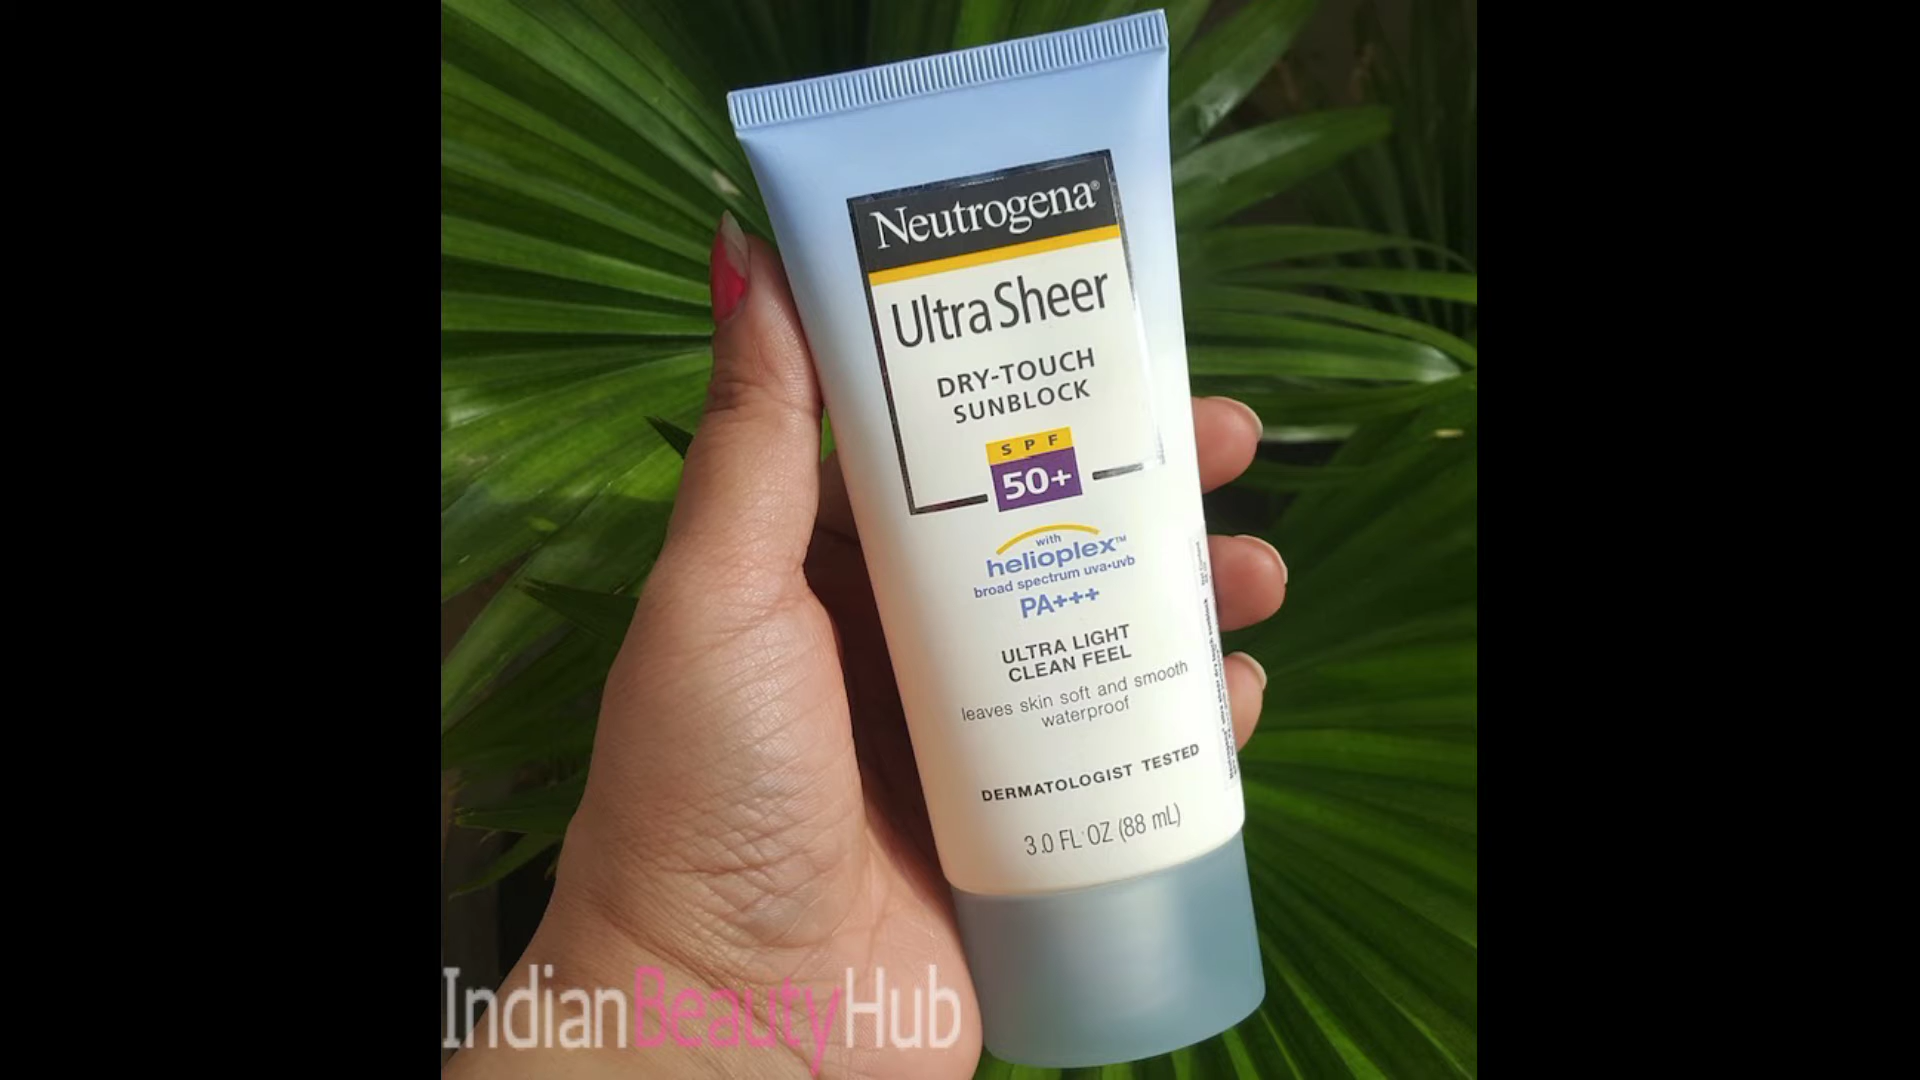 Neutrogena®
Ultra Sheer
DRY-TOUCH
SUNBLOCK
SPF
50+
with
helioplex™
broad spectrum uva•uvb
PA+++
ULTRA LIGHT
CLEAN FEEL
leaves skin soft and smooth
waterproof
DERMATOLOGIST TESTED
3.0 FL OZ (88 mL)
IndianBeautyHub